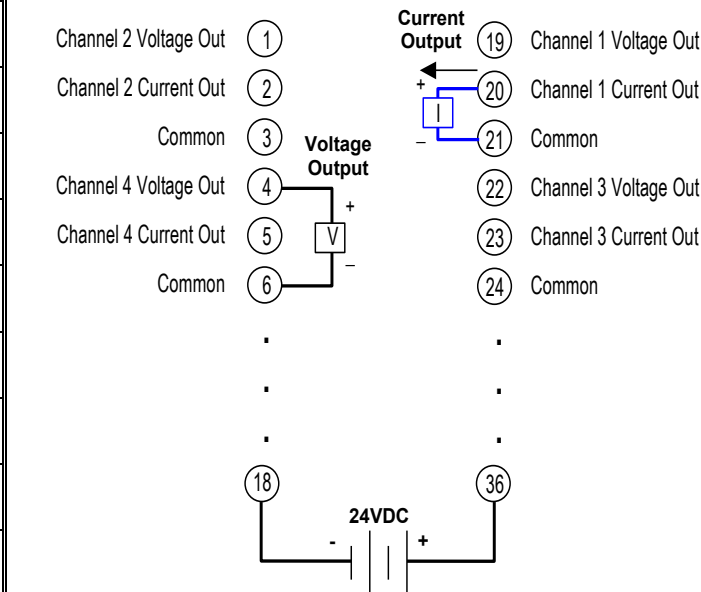 Current
Output
Channel 2 Voltage Out 1
19 Channel 1 Voltage Out
Channel 2 Current Out 2
+
20 Channel 1 Current Out
I
Common 3
–
21 Common
Voltage
Output
Channel 4 Voltage Out 4
22 Channel 3 Voltage Out
+
Channel 4 Current Out 5
V
23 Channel 3 Current Out
–
Common 6
24 Common
18
36
24VDC
- +